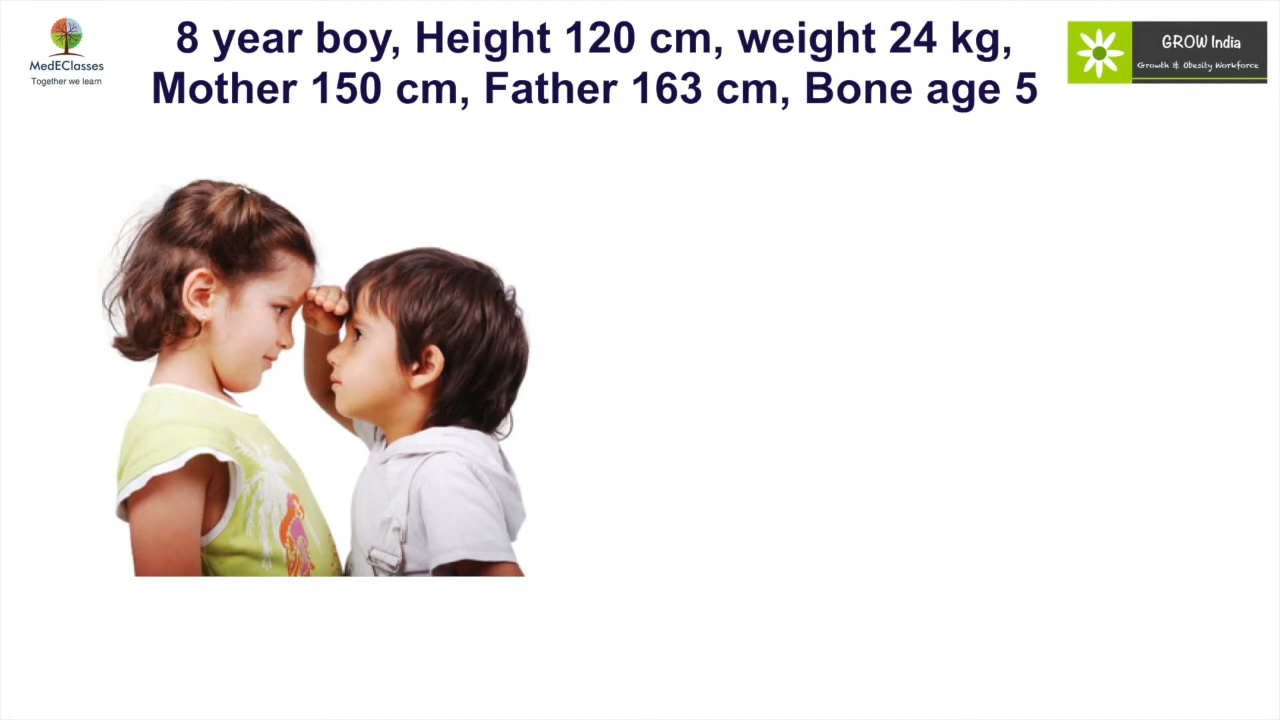 8 year boy, Height 120 cm, weight 24 kg,
Mother 150 cm, Father 163 cm, Bone age 5
MedEClasses
Together we learn
GROW India
Growth & Obesity Workforce